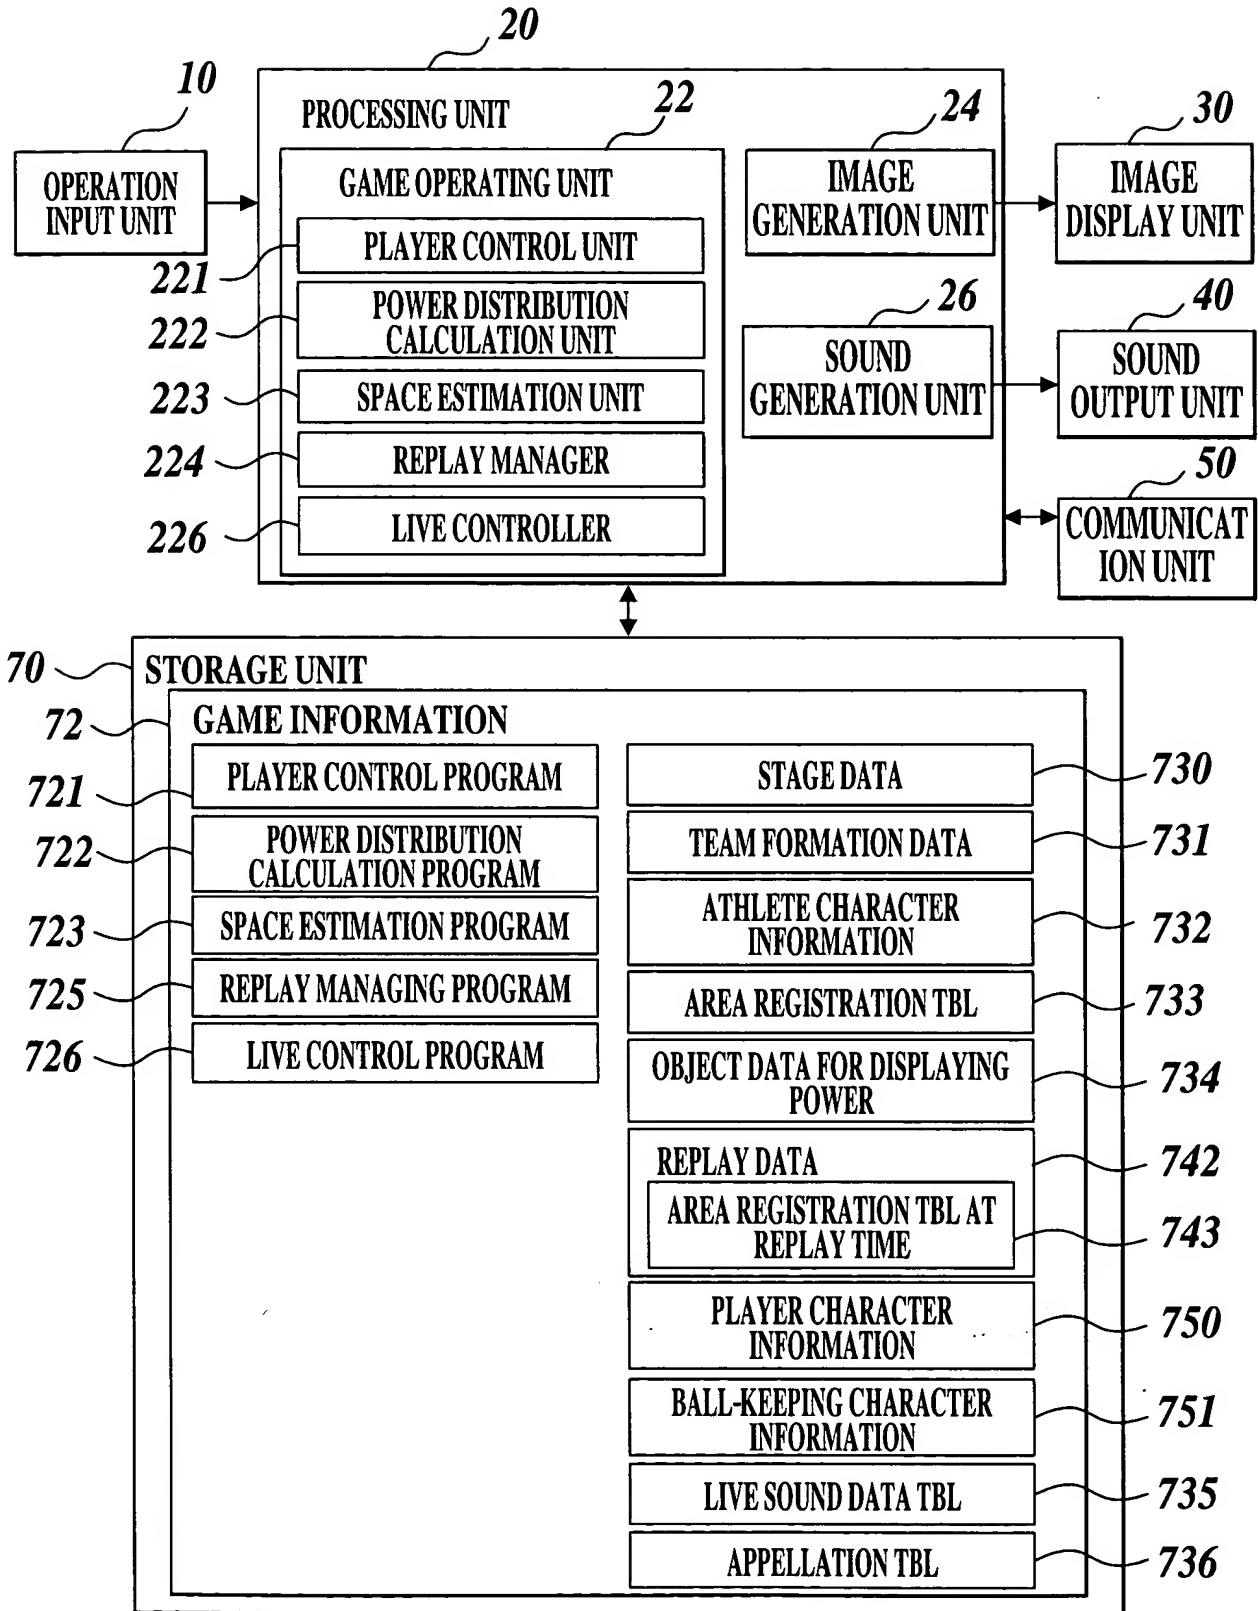 20
10
PROCESSING UNIT
22
24
30
OPERATION
INPUT UNIT
GAME OPERATING UNIT
IMAGE
GENERATION UNIT
IMAGE
DISPLAY UNIT
221
PLAYER CONTROL UNIT
222
POWER DISTRIBUTION
CALCULATION UNIT
26
40
SOUND
GENERATION UNIT
SOUND
OUTPUT UNIT
223
SPACE ESTIMATION UNIT
224
REPLAY MANAGER
50
226
LIVE CONTROLLER
COMMUNICAT
ION UNIT
70
STORAGE UNIT
72
GAME INFORMATION
721
PLAYER CONTROL PROGRAM
722
POWER DISTRIBUTION
CALCULATION PROGRAM
723
SPACE ESTIMATION PROGRAM
725
REPLAY MANAGING PROGRAM
726
LIVE CONTROL PROGRAM
STAGE DATA
730
TEAM FORMATION DATA
731
ATHLETE CHARACTER
INFORMATION
732
AREA REGISTRATION TBL
733
OBJECT DATA FOR DISPLAYING
POWER
734
REPLAY DATA
742
AREA REGISTRATION TBL AT
REPLAY TIME
743
PLAYER CHARACTER
INFORMATION
750
BALL-KEEPING CHARACTER
INFORMATION
751
LIVE SOUND DATA TBL
735
APPELLATION TBL
736